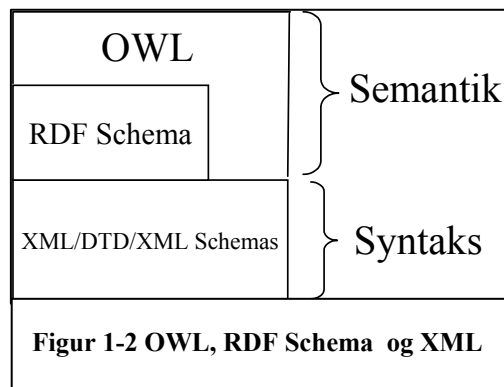 OWL
Semantik
RDF Schema
XML/DTD/XML Schemas
Syntaks
Figur 1-2 OWL, RDF Schema og XML